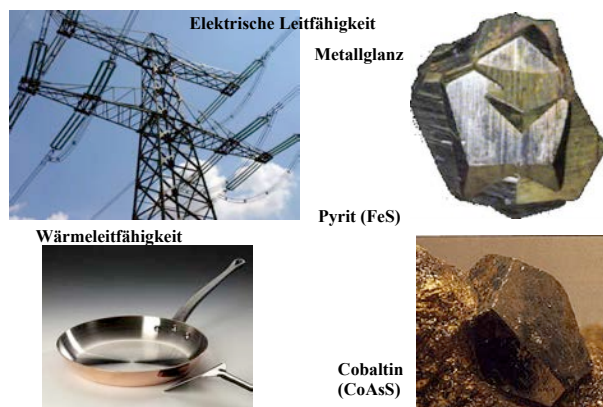 Elektrische Leitfähigkeit
Metallglanz
Pyrit (FeS)
Wärmeleitfähigkeit
Cobaltin
(CoAsS)